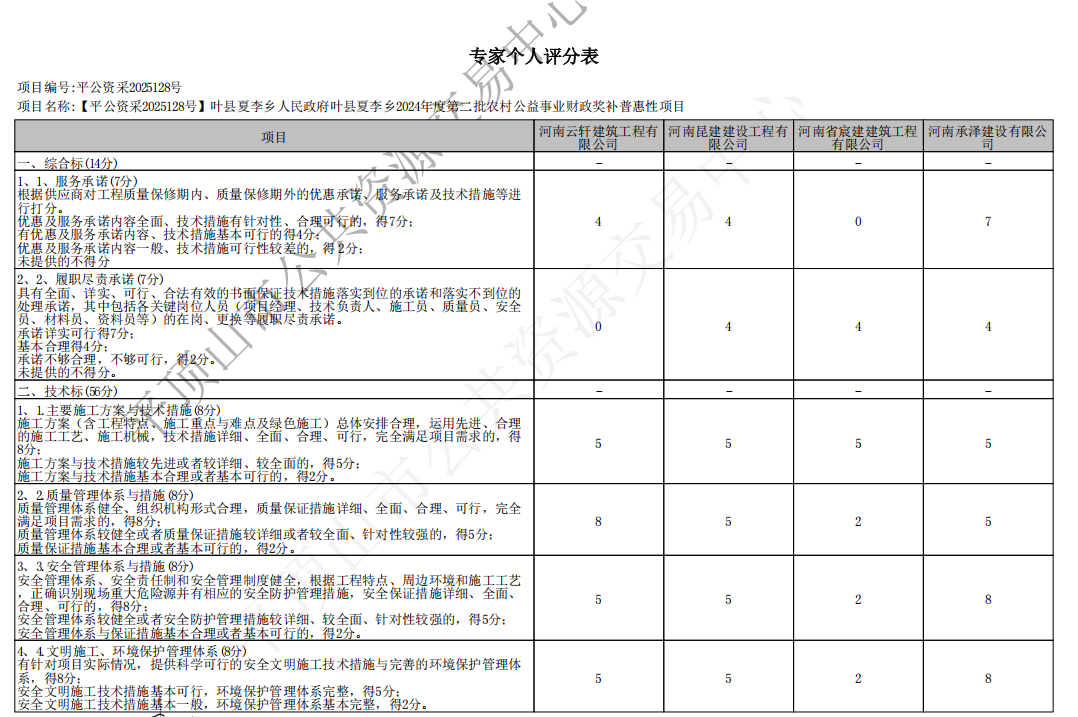 专家个人评分表
项目编号:平公资采2025128号
项目名称:【平公资采2025128号】叶县夏李乡人民政府叶县夏李乡2024年度第二批农村公益事业财政奖补普惠性项目
项目 河南云轩建筑工程有限公司 河南昆建建设工程有限公司 河南省宸建建筑工程有限公司 河南承泽建设有限公司
一、综合标(14分) – – – –
1、1、服务承诺(7分)
根据供应商对工程质量保修期内、质量保修期外的优惠承诺、服务承诺及技术措施等进
行打分。
优惠及服务承诺内容全面、技术措施有针对性、合理可行的，得7分；
有优惠及服务承诺内容、技术措施基本可行的得4分；
优惠及服务承诺内容一般、技术措施可行性较差的，得2分；
未提供的不得分
4 4 0 7
2、2、履职尽责承诺(7分)
具有全面、详实、可行、合法有效的书面保证技术措施落实到位的承诺和落实不到位的
处理承诺，其中包括各关键岗位人员（项目经理、技术负责人、施工员、质量员、安全
员、材料员、资料员等）的在岗、更换等履职尽责承诺。
承诺详实可行得7分；
基本合理得4分；
承诺不够合理，不够可行，得2分。
未提供的不得分。
0 4 4 4
二、技术标(56分) – – – –
1、1.主要施工方案与技术措施(8分)
施工方案（含工程特点、施工重点与难点及绿色施工）总体安排合理，运用先进、合理
的施工工艺、施工机械，技术措施详细、全面、合理、可行，完全满足项目需求的，得
8分；
施工方案与技术措施较先进或者较详细、较全面的，得5分；
施工方案与技术措施基本合理或者基本可行的，得2分。
5 5 5 5
2、2.质量管理体系与措施(8分)
质量管理体系健全、组织机构形式合理，质量保证措施详细、全面、合理、可行，完全
满足项目需求的，得8分；
质量管理体系较健全或者质量保证措施较详细或者较全面、针对性较强的，得5分；
质量保证措施基本合理或者基本可行的，得2分。
8 5 2 5
3、3.安全管理体系与措施(8分)
安全管理体系、安全责任制和安全管理制度健全，根据工程特点、周边环境和施工工艺
，正确识别现场重大危险源并有相应的安全防护管理措施，安全保证措施详细、全面、
合理、可行的，得8分；
安全管理体系较健全或者安全防护管理措施较详细、较全面、针对性较强的，得5分；
安全管理体系与保证措施基本合理或者基本可行的，得2分。
5 5 2 8
4、4.文明施工、环境保护管理体系(8分)
有针对项目实际情况，提供科学可行的安全文明施工技术措施与完善的环境保护管理体
系，得8分；
安全文明施工技术措施基本可行，环境保护管理体系完整，得5分；
安全文明施工技术措施基本一般，环境保护管理体系基本完整，得2分。
5 5 2 8
平顶山市公共资源交易中心
平顶山市公共资源交易中心